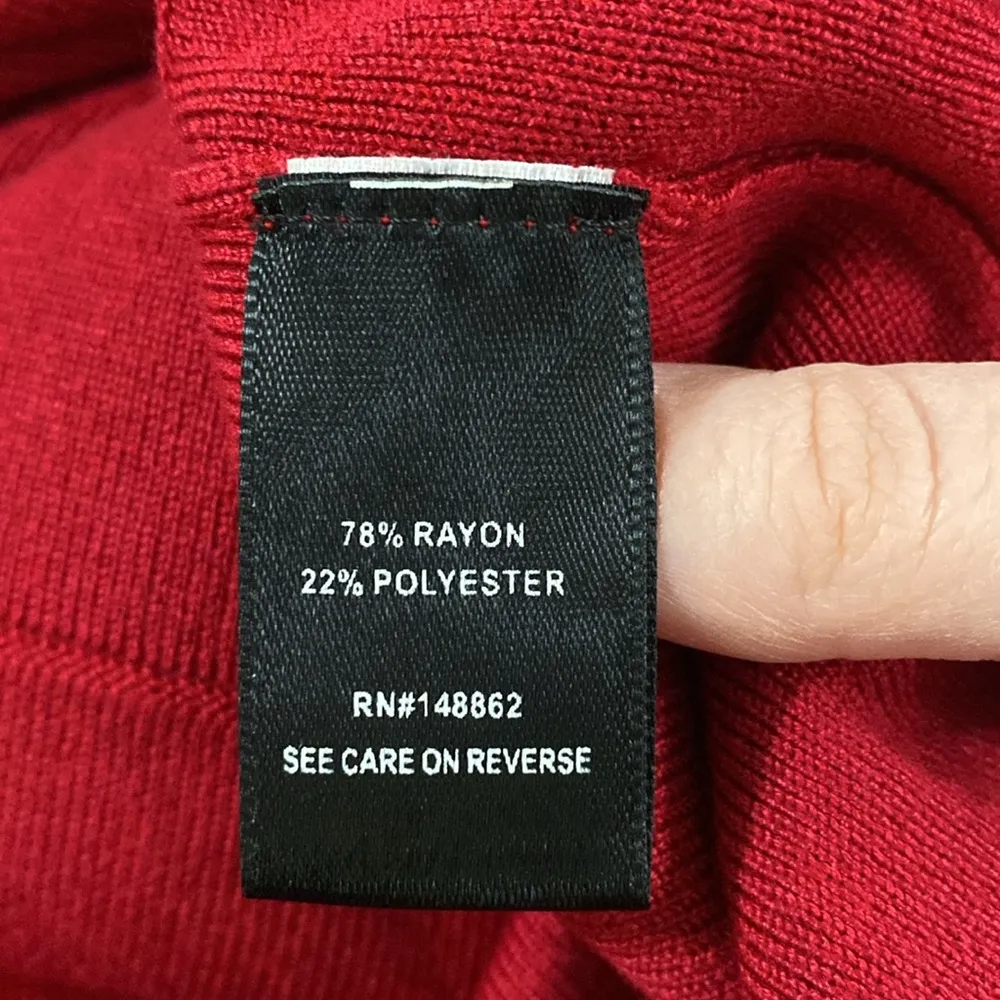 78% RAYON
22% POLYESTER
RN#148862
SEE CARE ON REVERSE